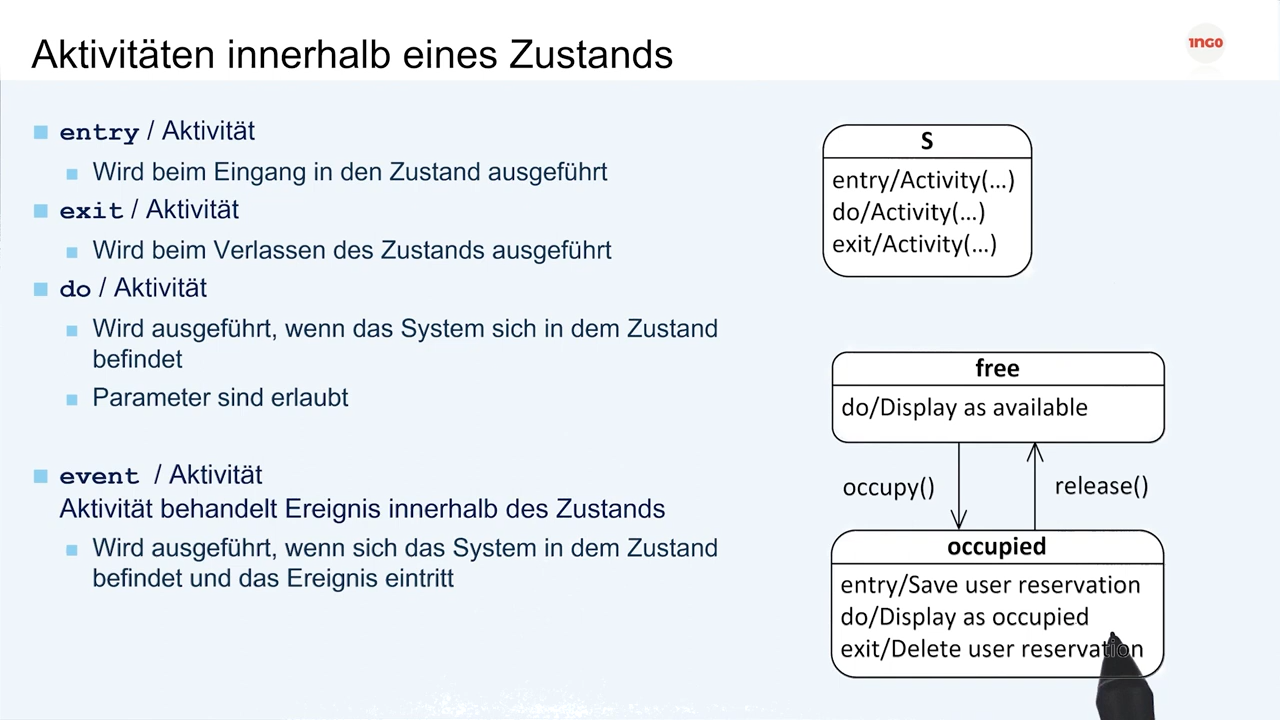 Aktivitäten innerhalb eines Zustands
1NGO
entry / Aktivität
Wird beim Eingang in den Zustand ausgeführt
exit / Aktivität
Wird beim Verlassen des Zustands ausgeführt
do / Aktivität
Wird ausgeführt, wenn das System sich in dem Zustand
befindet
Parameter sind erlaubt
event / Aktivität
Aktivität behandelt Ereignis innerhalb des Zustands
Wird ausgeführt, wenn sich das System in dem Zustand
befindet und das Ereignis eintritt
S
entry/Activity(...)
do/Activity(...)
exit/Activity(...)
free
do/Display as available
occupy()
release()
occupied
entry/Save user reservation
do/Display as occupied
exit/Delete user reservation